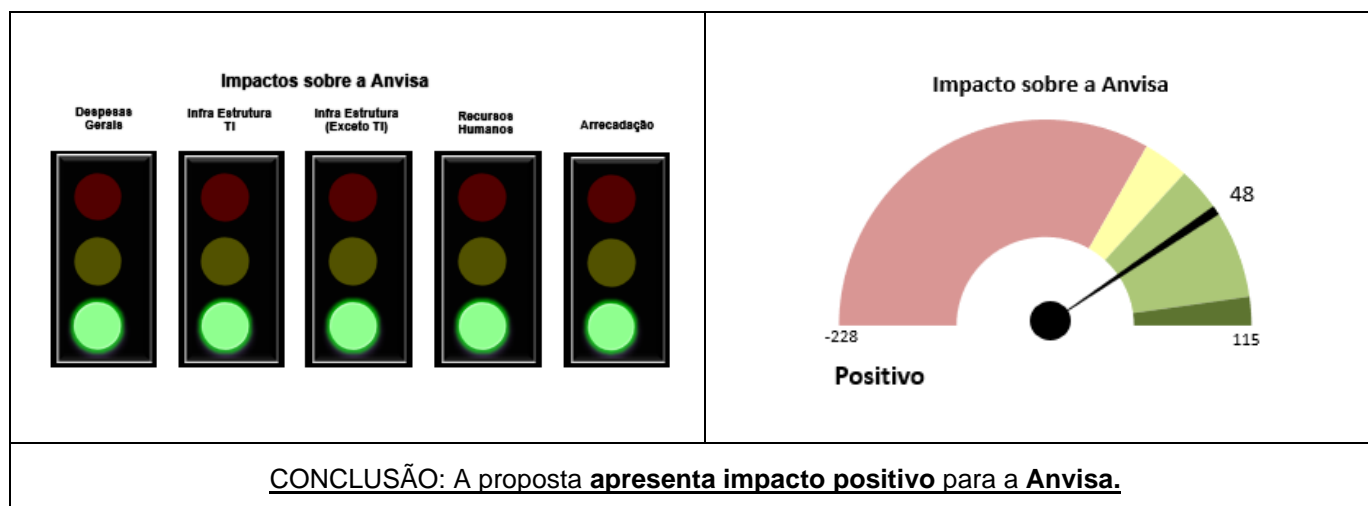 Impactos sobre a Anvisa
Despesas
Gerais
Infra Estrutura
TI
Infra Estrutura
(Exceto TI)
Recursos
Humanos
Arrecadação
Impacto sobre a Anvisa
48
-228
115
Positivo
CONCLUSÃO: A proposta apresenta impacto positivo para a Anvisa.